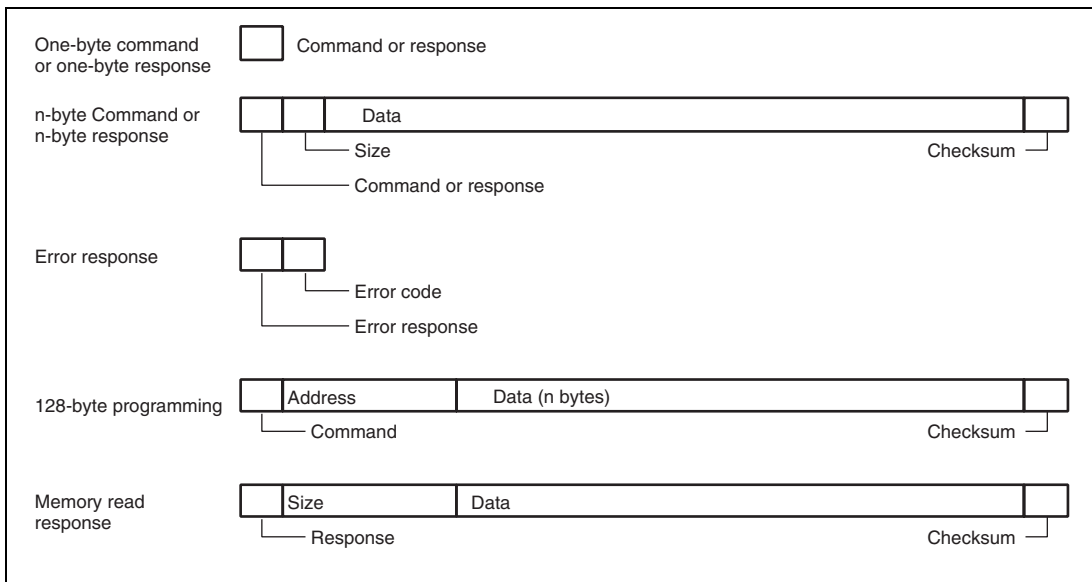 One-byte command
or one-byte response
Command or response
n-byte Command or
n-byte response
Data
Size
Checksum
Command or response
Error response
Error code
Error response
128-byte programming
Address
Data (n bytes)
Command
Checksum
Memory read
response
Size
Data
Response
Checksum